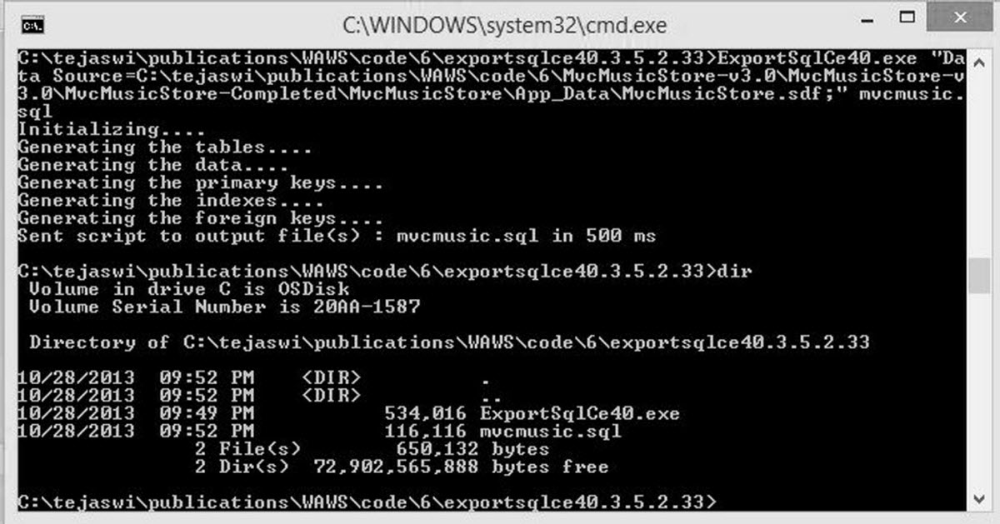 C:\WINDOWS\system32\cmd.exe
C:\tejaswi\publications\WAWS\code\6\exportsqlce40.3.5.2.33>ExportSqlCe40.exe "Da
ta Source=C:\tejaswi\publications\WAWS\code\6\MvcMusicStore-v3.0\MvcMusicStore-v
3.0\MvcMusicStore-Completed\MvcMusicStore\App_Data\MvcMusicStore.sdf;" mvcmusic.
sql
Initializing....
Generating the tables....
Generating the data....
Generating the primary keys....
Generating the indexes....
Generating the foreign keys....
Sent script to output file(s) : mvcmusic.sql in 500 ms
C:\tejaswi\publications\WAWS\code\6\exportsqlce40.3.5.2.33>dir
Volume in drive C is OSDisk
Volume Serial Number is 20AA-1587
Directory of C:\tejaswi\publications\WAWS\code\6\exportsqlce40.3.5.2.33
10/28/2013  09:52 PM    <DIR>          .
10/28/2013  09:52 PM    <DIR>          ..
10/28/2013  09:49 PM           534,016 ExportSqlCe40.exe
10/28/2013  09:52 PM           116,116 mvcmusic.sql
2 File(s)        650,132 bytes
2 Dir(s)  72,902,565,888 bytes free
C:\tejaswi\publications\WAWS\code\6\exportsqlce40.3.5.2.33>